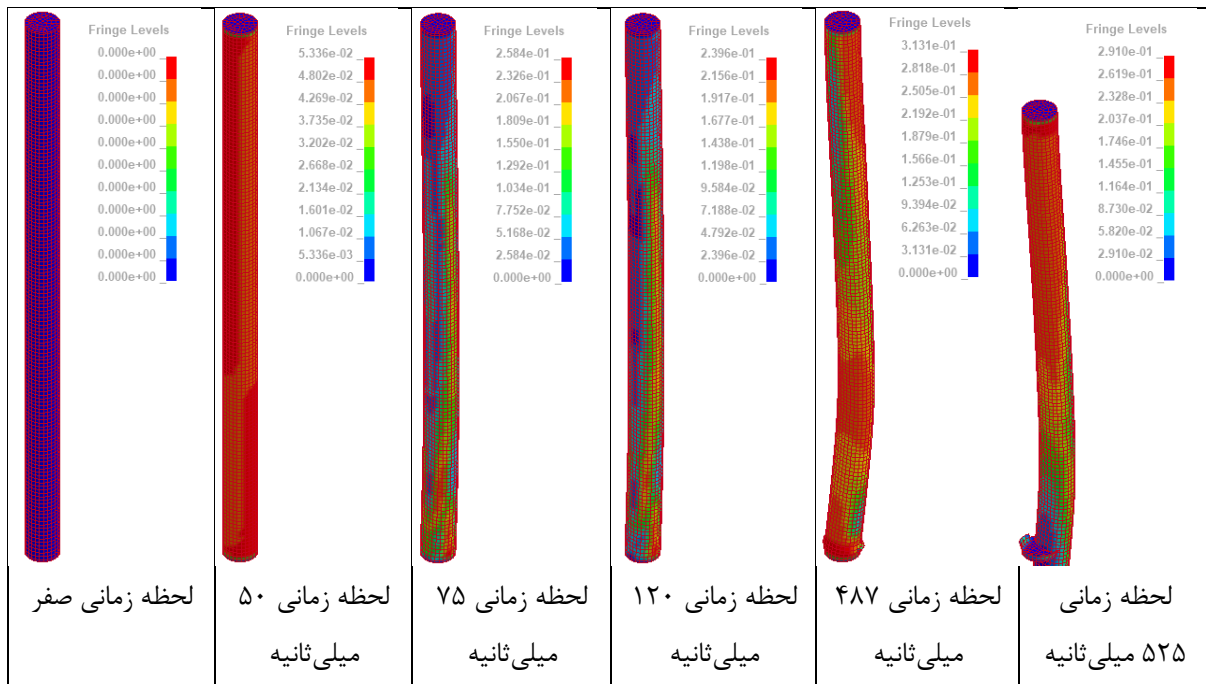 Fringe Levels
0.000e+00
0.000e+00
0.000e+00
0.000e+00
0.000e+00
0.000e+00
0.000e+00
0.000e+00
0.000e+00
0.000e+00
0.000e+00
Fringe Levels
5.336e-02
4.802e-02
4.269e-02
3.735e-02
3.202e-02
2.668e-02
2.134e-02
1.601e-02
1.067e-02
5.336e-03
0.000e+00
Fringe Levels
2.584e-01
2.326e-01
2.067e-01
1.809e-01
1.550e-01
1.292e-01
1.034e-01
7.752e-02
5.168e-02
2.584e-02
0.000e+00
Fringe Levels
2.396e-01
2.156e-01
1.917e-01
1.677e-01
1.438e-01
1.198e-01
9.584e-02
7.188e-02
4.792e-02
2.396e-02
0.000e+00
Fringe Levels
3.131e-01
2.818e-01
2.505e-01
2.192e-01
1.879e-01
1.566e-01
1.253e-01
9.394e-02
6.263e-02
3.131e-02
0.000e+00
Fringe Levels
2.910e-01
2.619e-01
2.328e-01
2.037e-01
1.746e-01
1.455e-01
1.164e-01
8.730e-02
5.820e-02
2.910e-02
0.000e+00
لحظه زمانی صفر
لحظه زمانی ۵۰
میلی‌ثانیه
لحظه زمانی ۷۵
میلی‌ثانیه
لحظه زمانی ۱۲۰
میلی‌ثانیه
لحظه زمانی ۴۸۷
میلی‌ثانیه
لحظه زمانی
۵۲۵ میلی‌ثانیه